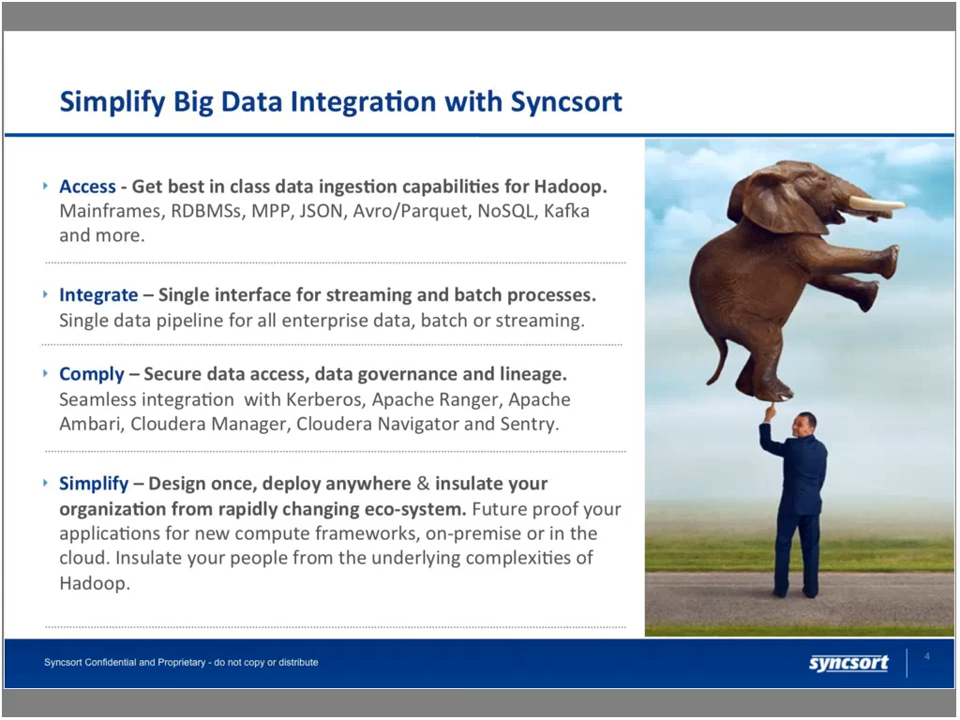 Simplify Big Data Integration with Syncsort
Access - Get best in class data ingestion capabilities for Hadoop.
Mainframes, RDBMSs, MPP, JSON, Avro/Parquet, NoSQL, Kafka
and more.
Integrate – Single interface for streaming and batch processes.
Single data pipeline for all enterprise data, batch or streaming.
Comply – Secure data access, data governance and lineage.
Seamless integration with Kerberos, Apache Ranger, Apache
Ambari, Cloudera Manager, Cloudera Navigator and Sentry.
Simplify – Design once, deploy anywhere & insulate your
organization from rapidly changing eco-system. Future proof your
applications for new compute frameworks, on-premise or in the
cloud. Insulate your people from the underlying complexities of
Hadoop.
Syncsort Confidential and Proprietary - do not copy or distribute
syncsort
4